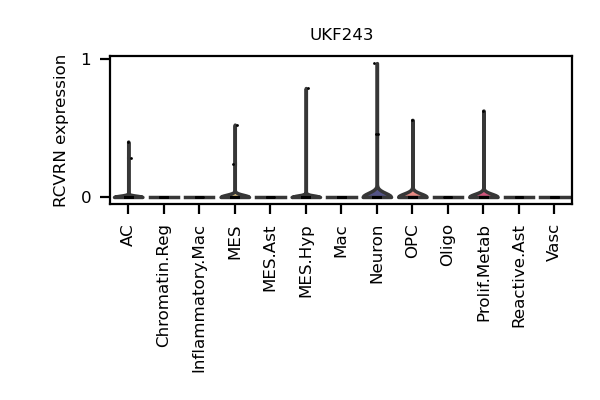 UKF243
RCVRN expression
1
0
AC
Chromatin.Reg
Inflammatory.Mac
MES
MES.Ast
MES.Hyp
Mac
Neuron
OPC
Oligo
Prolif.Metab
Reactive.Ast
Vasc